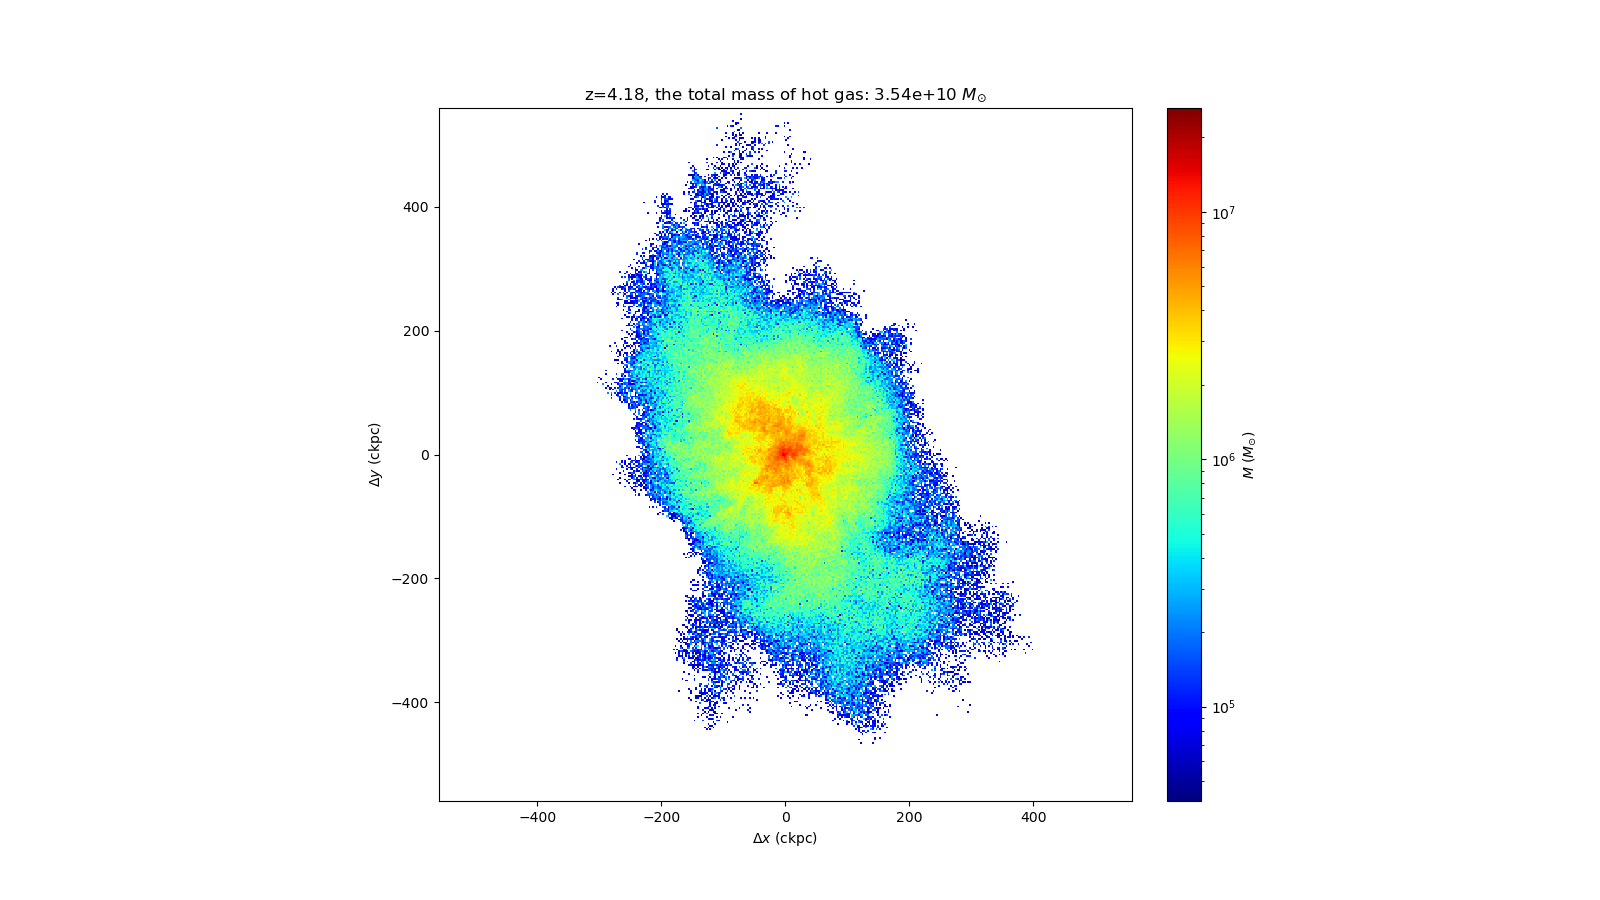 z=4.18, the total mass of hot gas: 3.54e+10 M⊙
400
200
0
−200
−400
Δy (ckpc)
−400 −200 0 200 400
Δx (ckpc)
10⁷
10⁶
10⁵
M (M⊙)